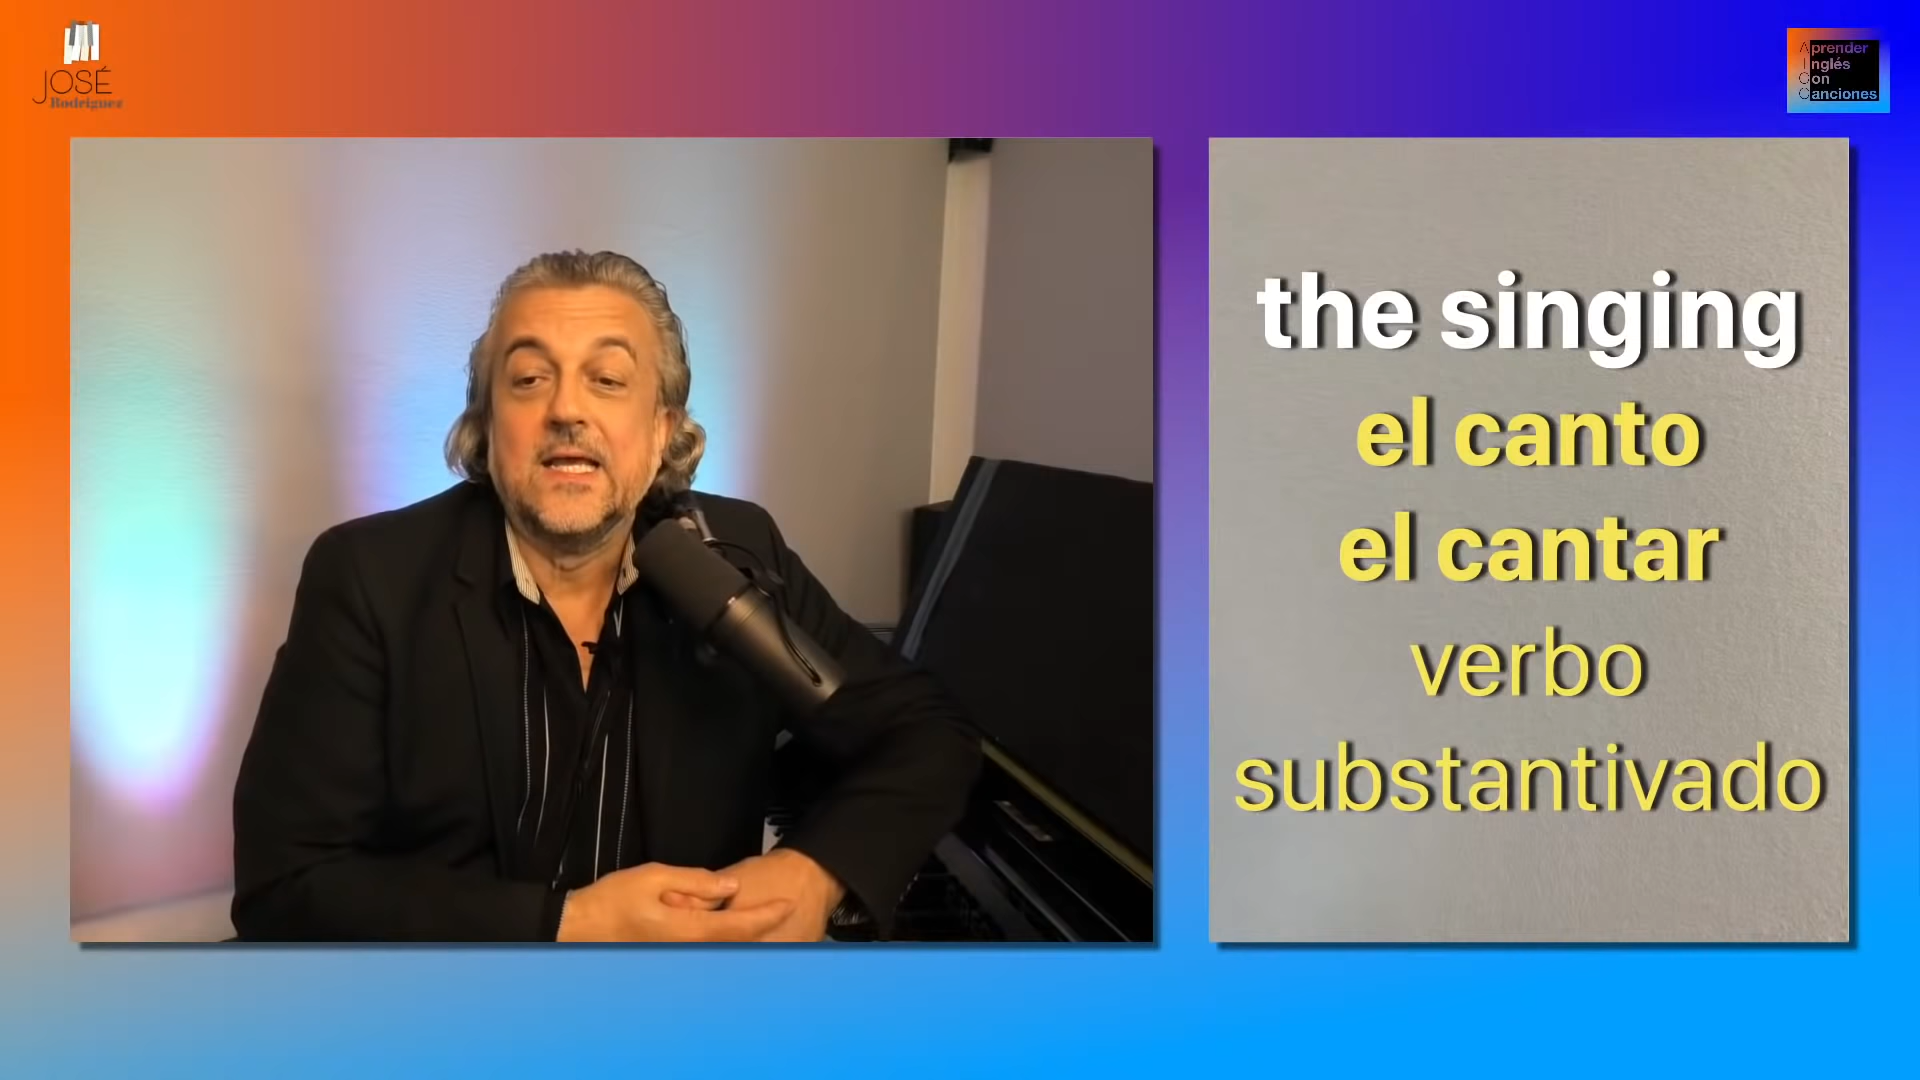 JOSÉ
Rodriguez
Aprender
Inglés
Con
Canciones
the singing
el canto
el cantar
verbo
substantivado